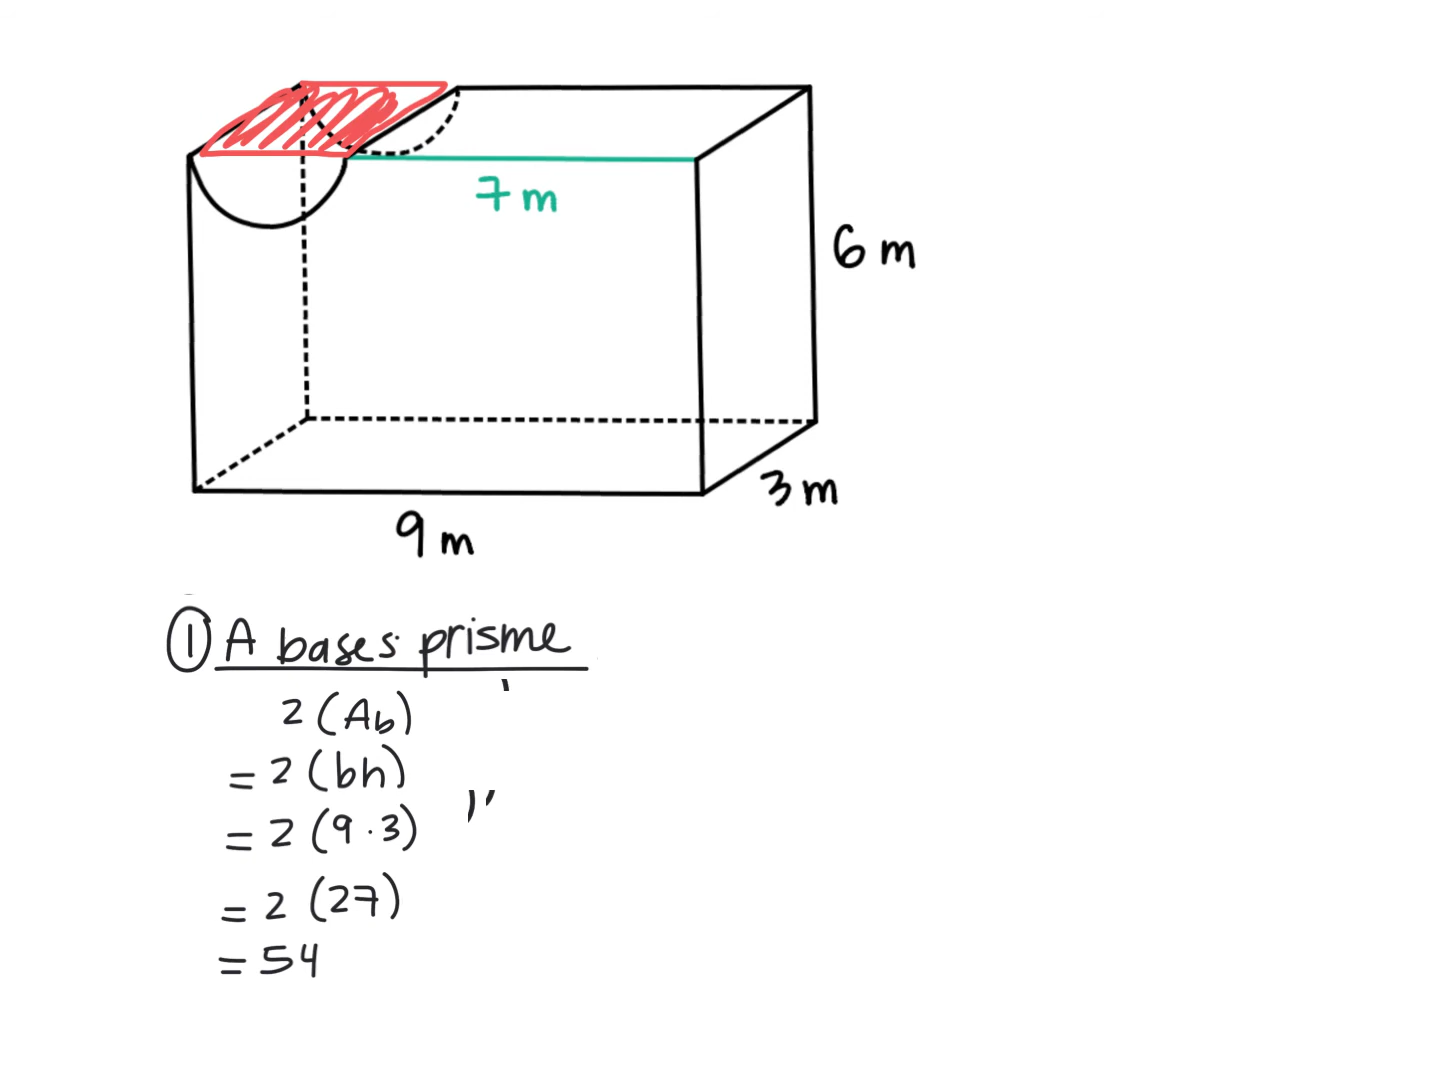 7 m
6 m
3 m
9 m
① A bases prisme
2 (Ab)
= 2 (bh)
= 2 (9 · 3)
= 2 (27)
= 54